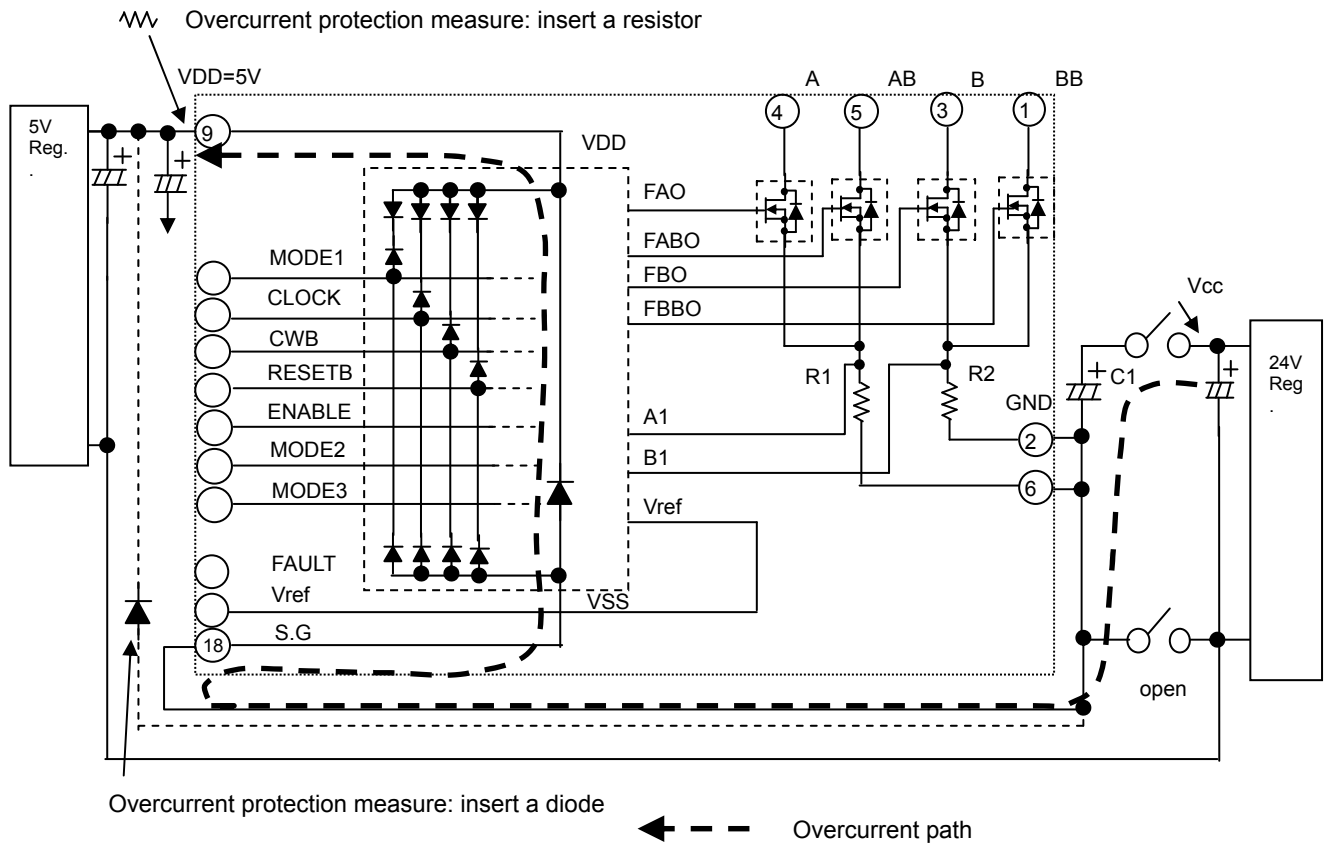 Overcurrent protection measure: insert a resistor
VDD=5V
A
AB
B
BB
4
5
3
1
5V
Reg.
.
9
VDD
FAO
FABO
FBO
FBBO
MODE1
CLOCK
CWB
RESETB
ENABLE
MODE2
MODE3
FAULT
Vref
S.G
18
VSS
A1
B1
Vref
R1
R2
GND
2
6
+
+
+
C1
+
Vcc
24V
Reg
.
open
Overcurrent protection measure: insert a diode
Overcurrent path